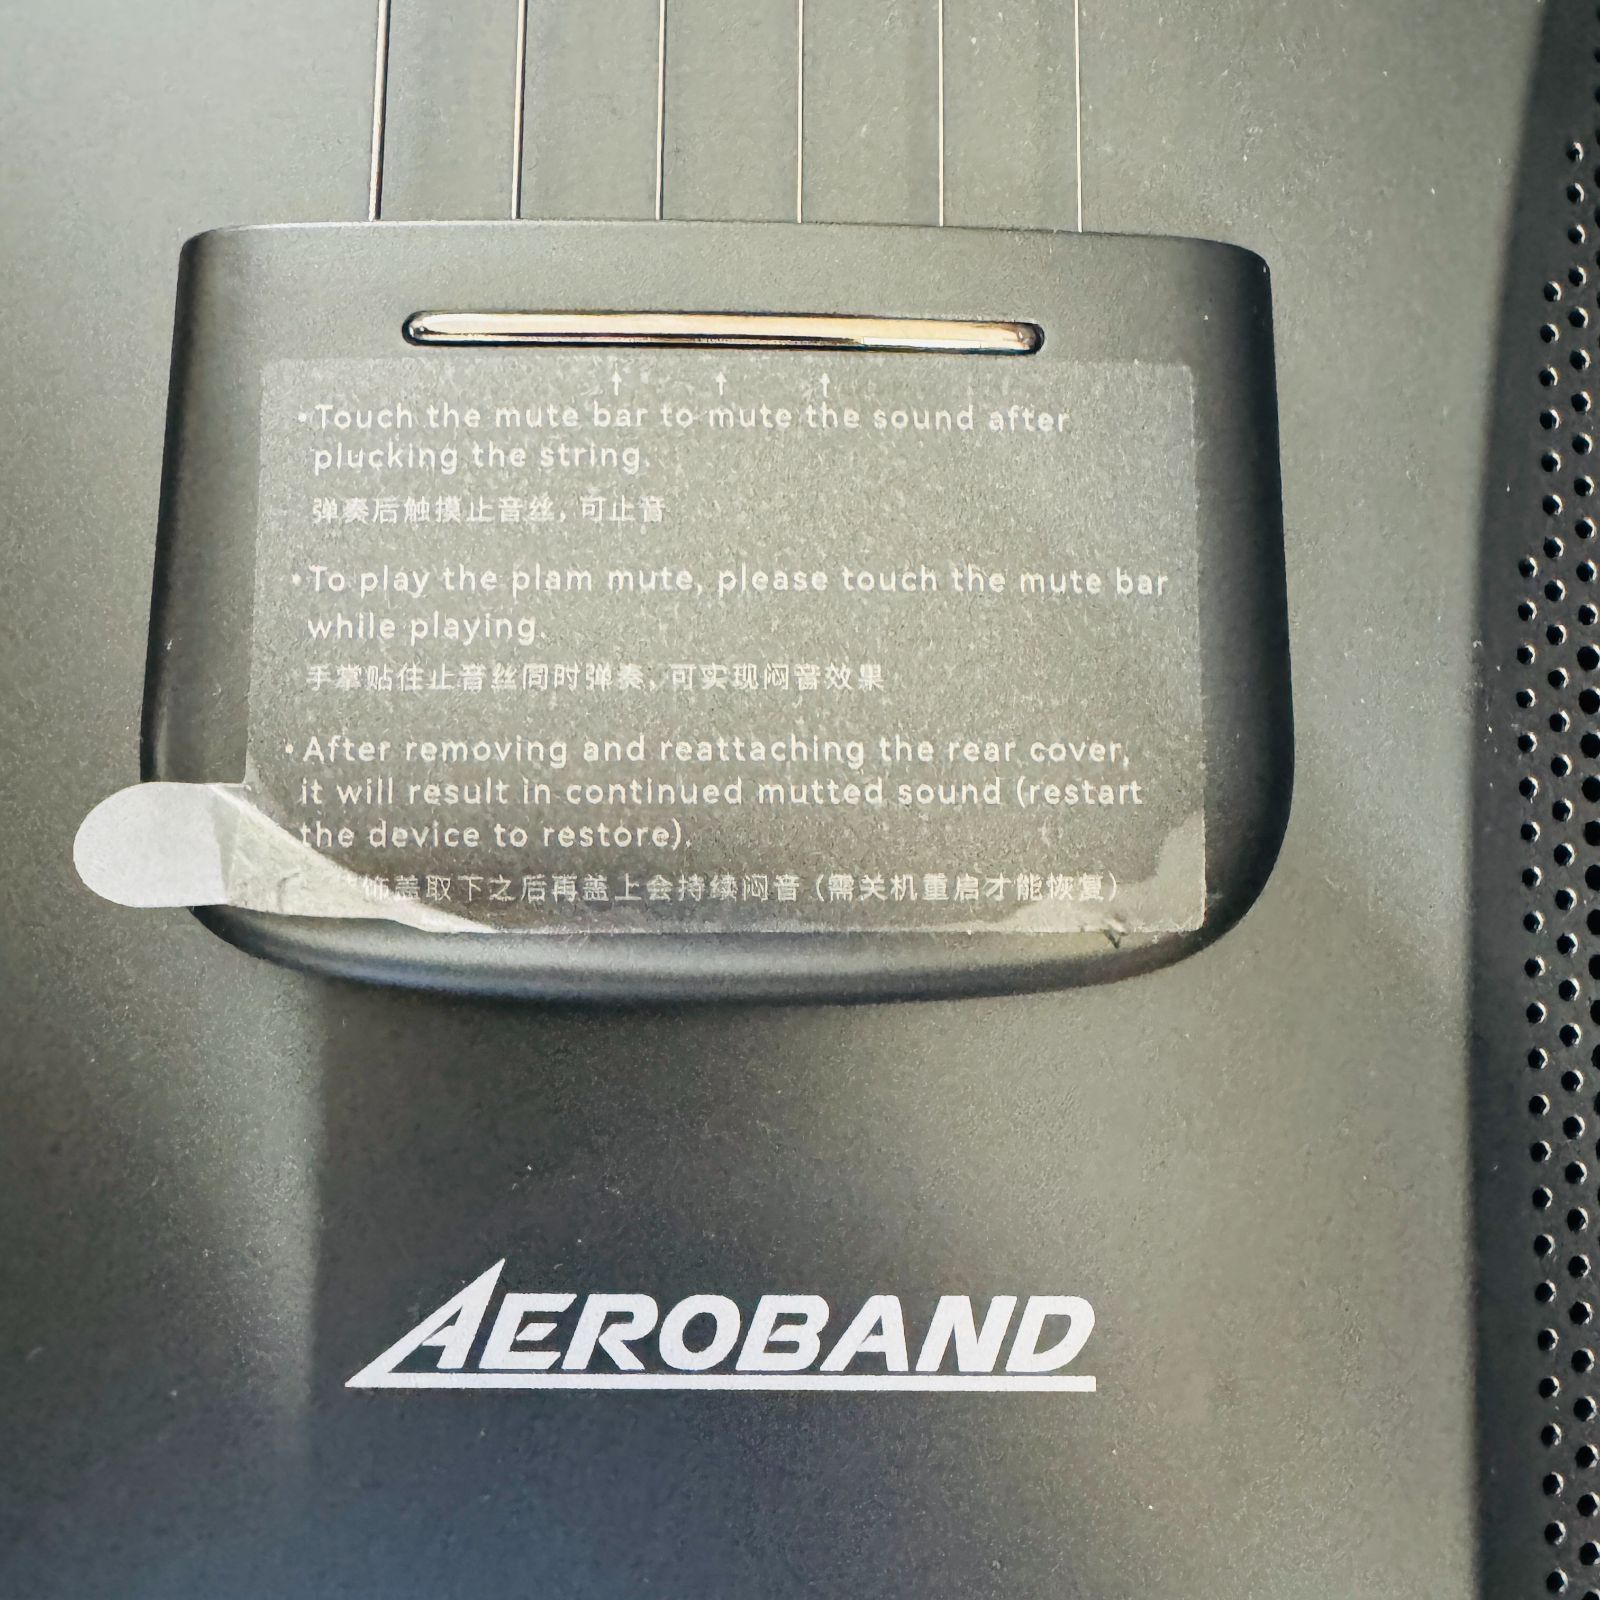 •Touch the mute bar to mute the sound after
plucking the string.
弹奏后触摸止音丝, 可止音
•To play the plam mute, please touch the mute bar
while playing.
手掌贴住止音丝同时弹奏, 可实现闷音效果
•After removing and reattaching the rear cover,
it will result in continued mutted sound (restart
the device to restore).
饰盖取下之后再盖上会持续闷音 (需关机重启才能恢复)
AEROBAND